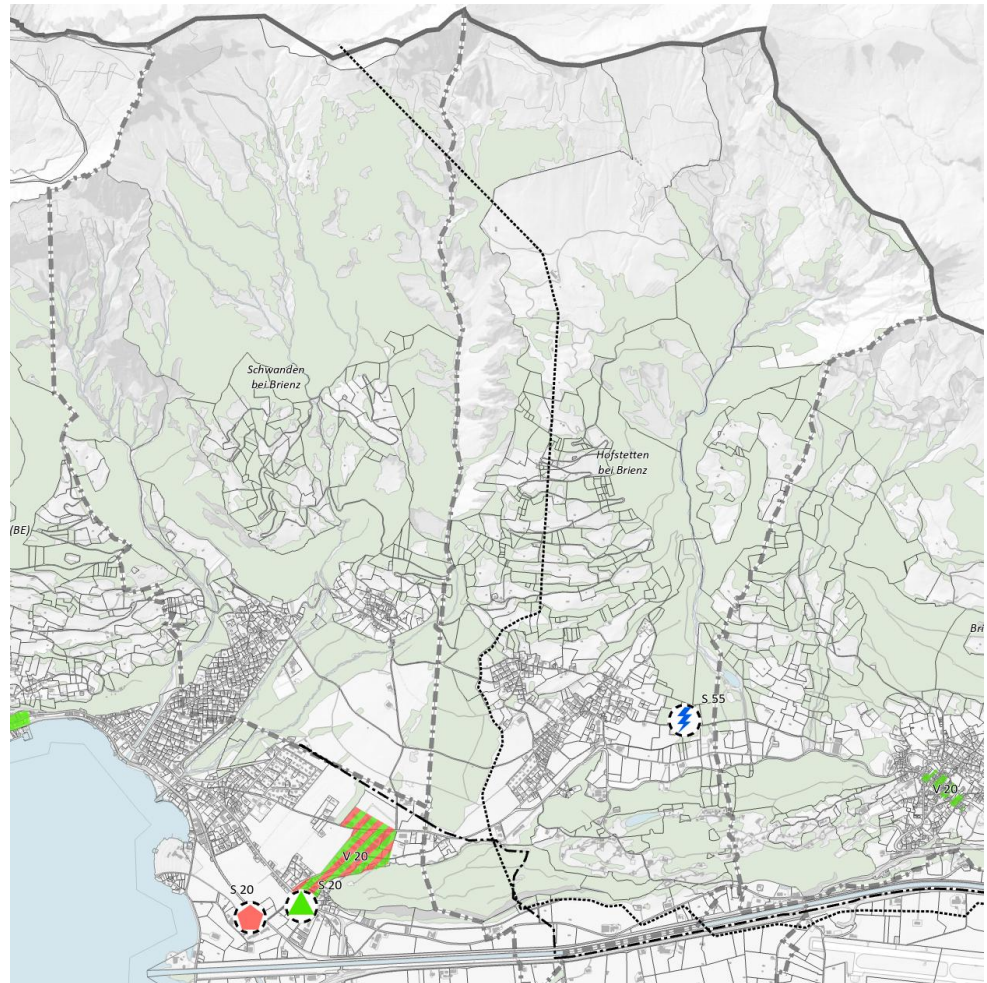 Schwanden
bei Brienz
Hofstetten
bei Brienz
(BE)
Bri
S 55
V 20
V 20
S 20
S 20